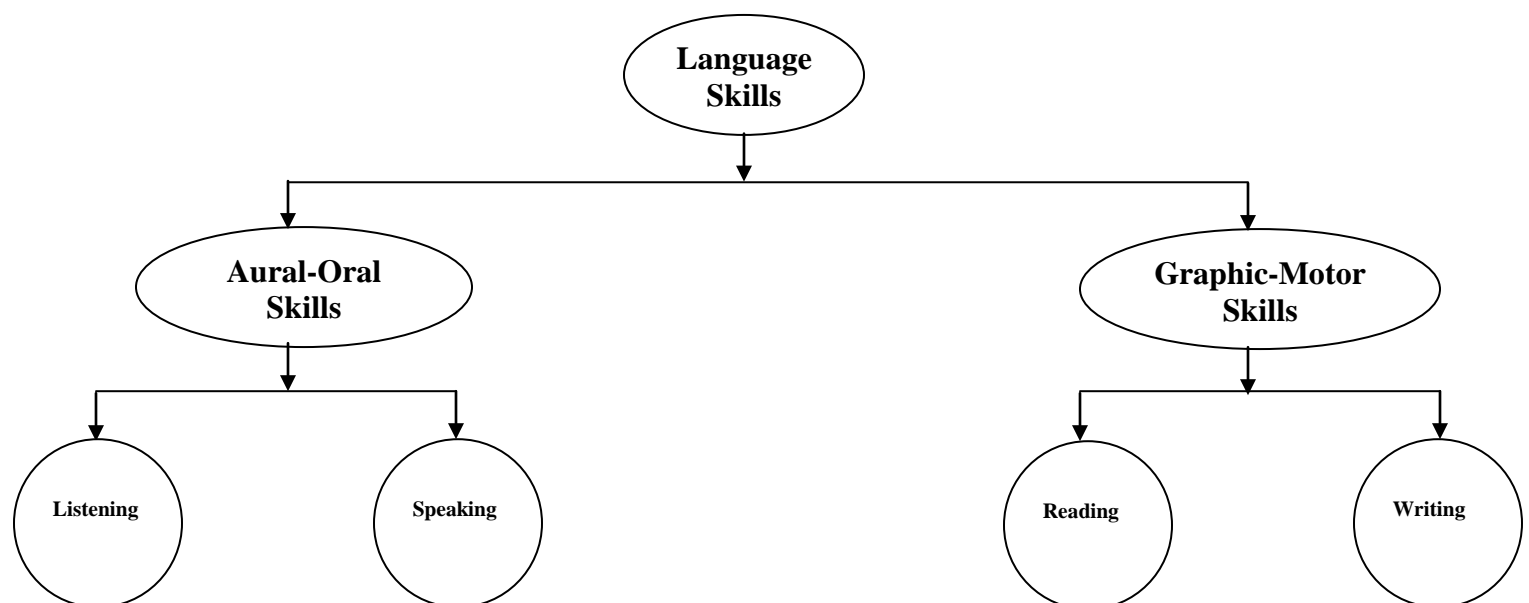 Language
Skills
Aural-Oral
Skills
Graphic-Motor
Skills
Listening
Speaking
Reading
Writing